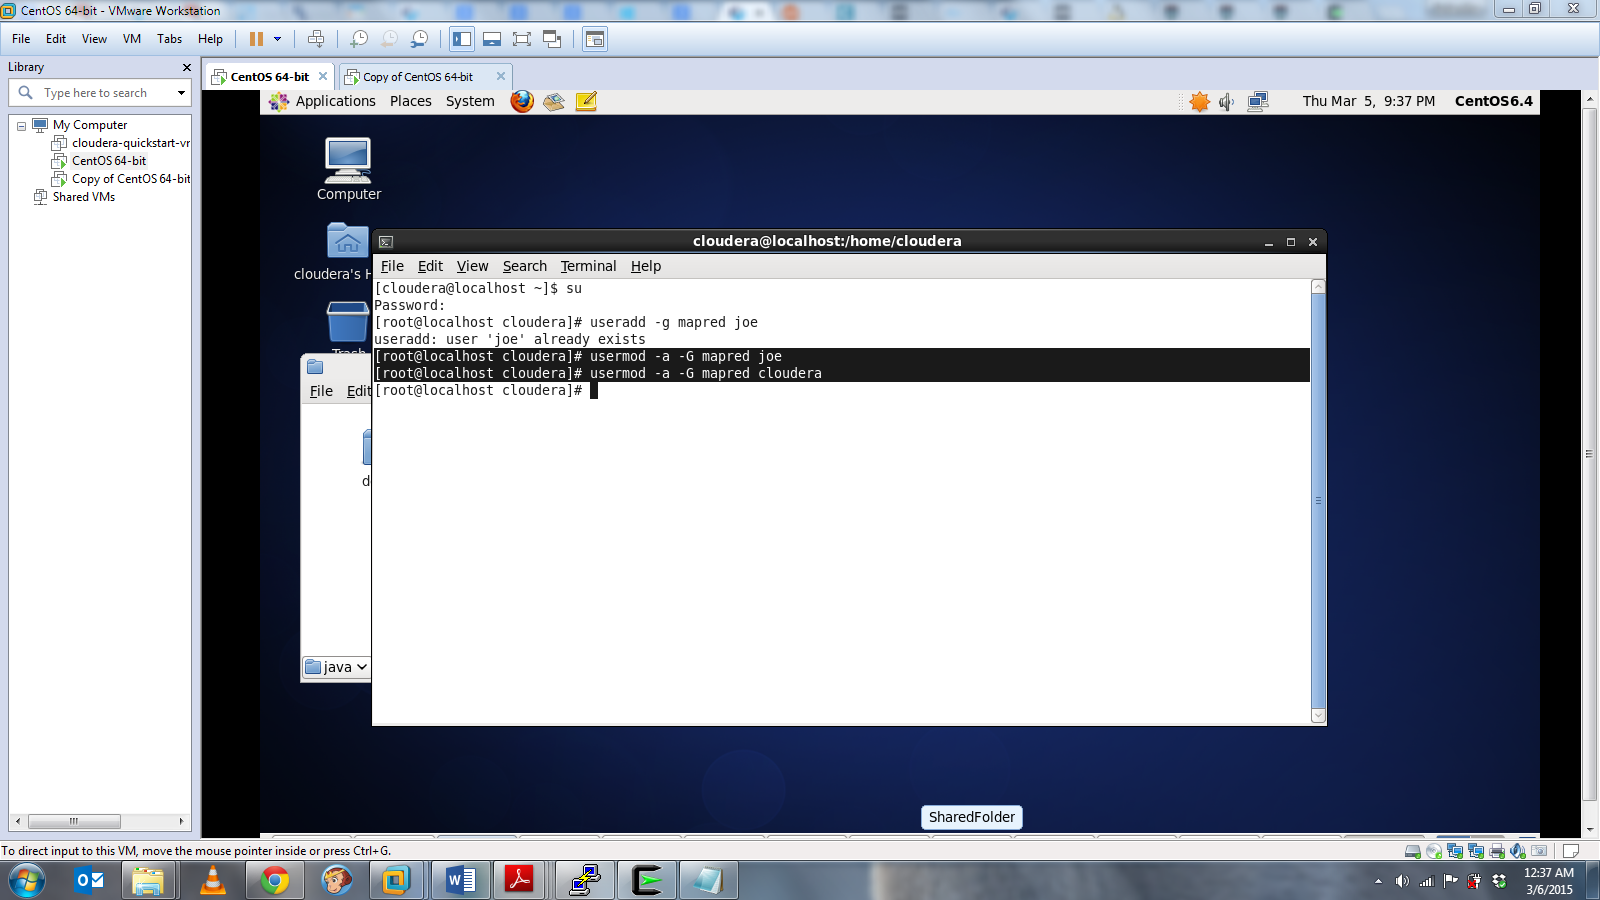 CentOS 64-bit - VMware Workstation
File Edit View VM Tabs Help
Library
Type here to search
My Computer
cloudera-quickstart-vr
CentOS 64-bit
Copy of CentOS 64-bit
Shared VMs
CentOS 64-bit
Copy of CentOS 64-bit
Applications Places System
Thu Mar 5, 9:37 PM CentOS6.4
Computer
cloudera's H
Trash
File Edit
d
java
cloudera@localhost:/home/cloudera
File Edit View Search Terminal Help
[cloudera@localhost ~]$ su
Password:
[root@localhost cloudera]# useradd -g mapred joe
useradd: user 'joe' already exists
[root@localhost cloudera]# usermod -a -G mapred joe
[root@localhost cloudera]# usermod -a -G mapred cloudera
[root@localhost cloudera]#
SharedFolder
To direct input to this VM, move the mouse pointer inside or press Ctrl+G.
12:37 AM
3/6/2015